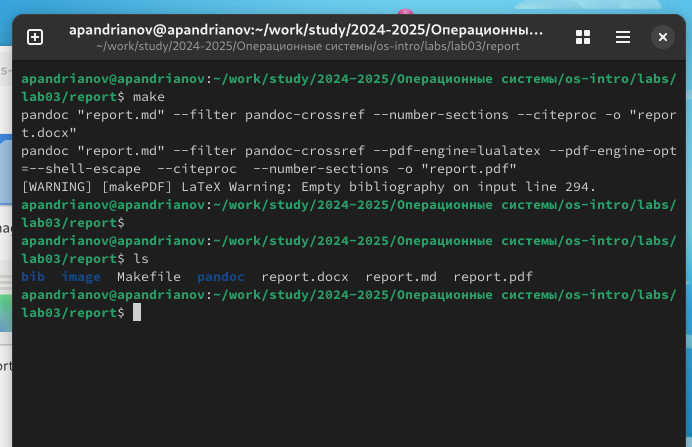 apandrianov@apandrianov:~/work/study/2024-2025/Операционны...
~/work/study/2024-2025/Операционные системы/os-intro/labs/lab03/report
apandrianov@apandrianov:~/work/study/2024-2025/Операционные системы/os-intro/labs/
lab03/report$ make
pandoc "report.md" --filter pandoc-crossref --number-sections --citeproc -o "repor
t.docx"
pandoc "report.md" --filter pandoc-crossref --pdf-engine=lualatex --pdf-engine-opt
=--shell-escape  --citeproc  --number-sections -o "report.pdf"
[WARNING] [makePDF] LaTeX Warning: Empty bibliography on input line 294.
apandrianov@apandrianov:~/work/study/2024-2025/Операционные системы/os-intro/labs/
lab03/report$
apandrianov@apandrianov:~/work/study/2024-2025/Операционные системы/os-intro/labs/
lab03/report$ ls
bib  image  Makefile  pandoc  report.docx  report.md  report.pdf
apandrianov@apandrianov:~/work/study/2024-2025/Операционные системы/os-intro/labs/
lab03/report$